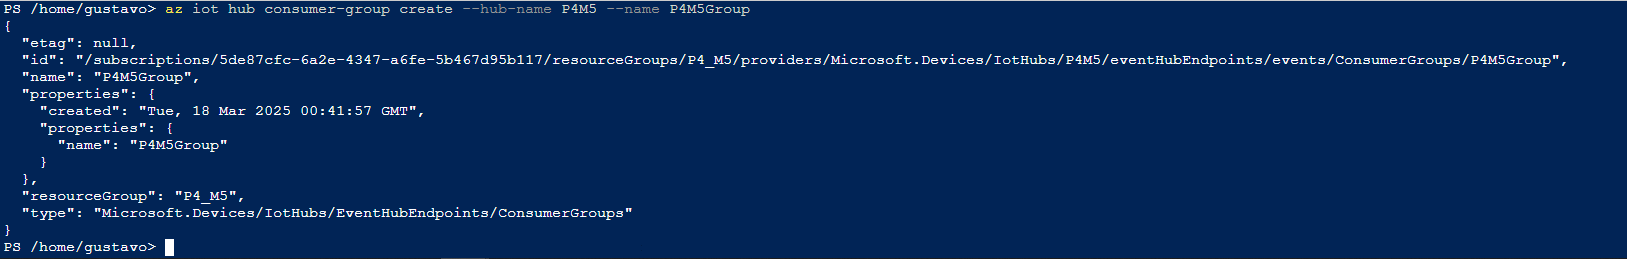 PS /home/gustavo> az iot hub consumer-group create --hub-name P4M5 --name P4M5Group
{
  "etag": null,
  "id": "/subscriptions/5de87cfc-6a2e-4347-a6fe-5b467d95b117/resourceGroups/P4_M5/providers/Microsoft.Devices/IotHubs/P4M5/eventHubEndpoints/events/ConsumerGroups/P4M5Group",
  "name": "P4M5Group",
  "properties": {
    "created": "Tue, 18 Mar 2025 00:41:57 GMT",
    "properties": {
      "name": "P4M5Group"
    }
  },
  "resourceGroup": "P4_M5",
  "type": "Microsoft.Devices/IotHubs/EventHubEndpoints/ConsumerGroups"
}
PS /home/gustavo>